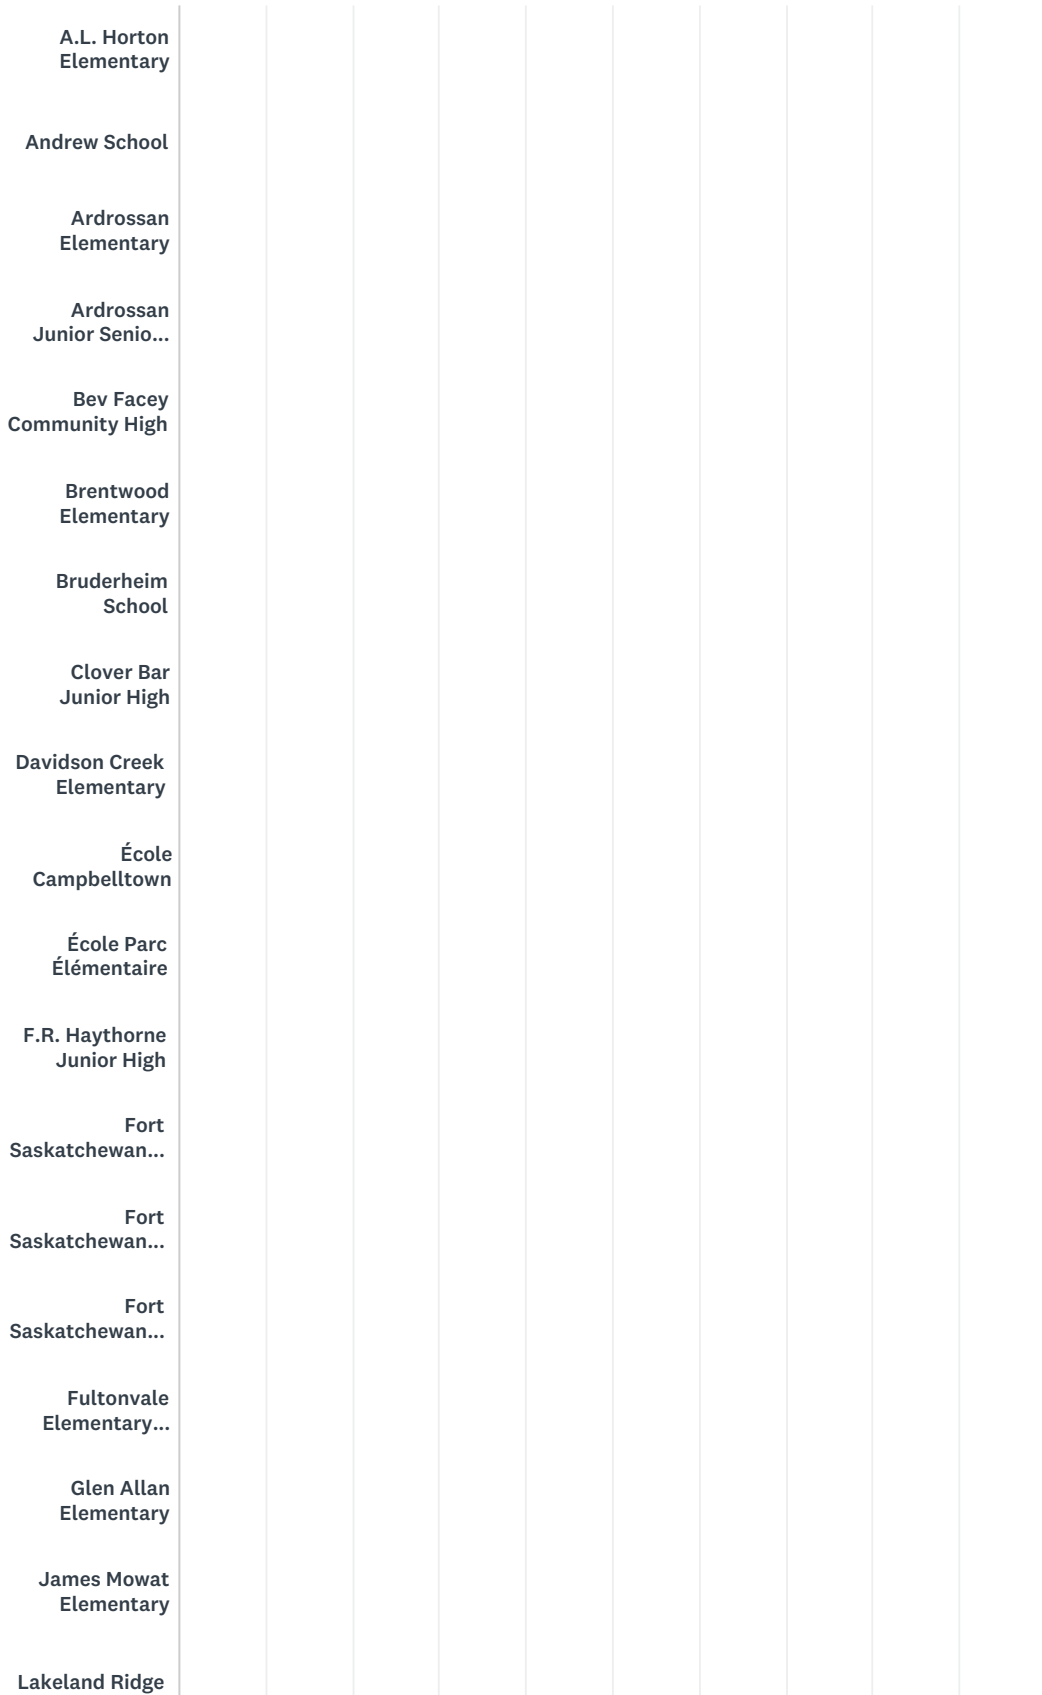 A.L. Horton
Elementary
Andrew School
Ardrossan
Elementary
Ardrossan
Junior Senio...
Bev Facey
Community High
Brentwood
Elementary
Bruderheim
School
Clover Bar
Junior High
Davidson Creek
Elementary
École
Campbelltown
École Parc
Élémentaire
F.R. Haythorne
Junior High
Fort
Saskatchewan...
Fort
Saskatchewan...
Fort
Saskatchewan...
Fultonvale
Elementary...
Glen Allan
Elementary
James Mowat
Elementary
Lakeland Ridge